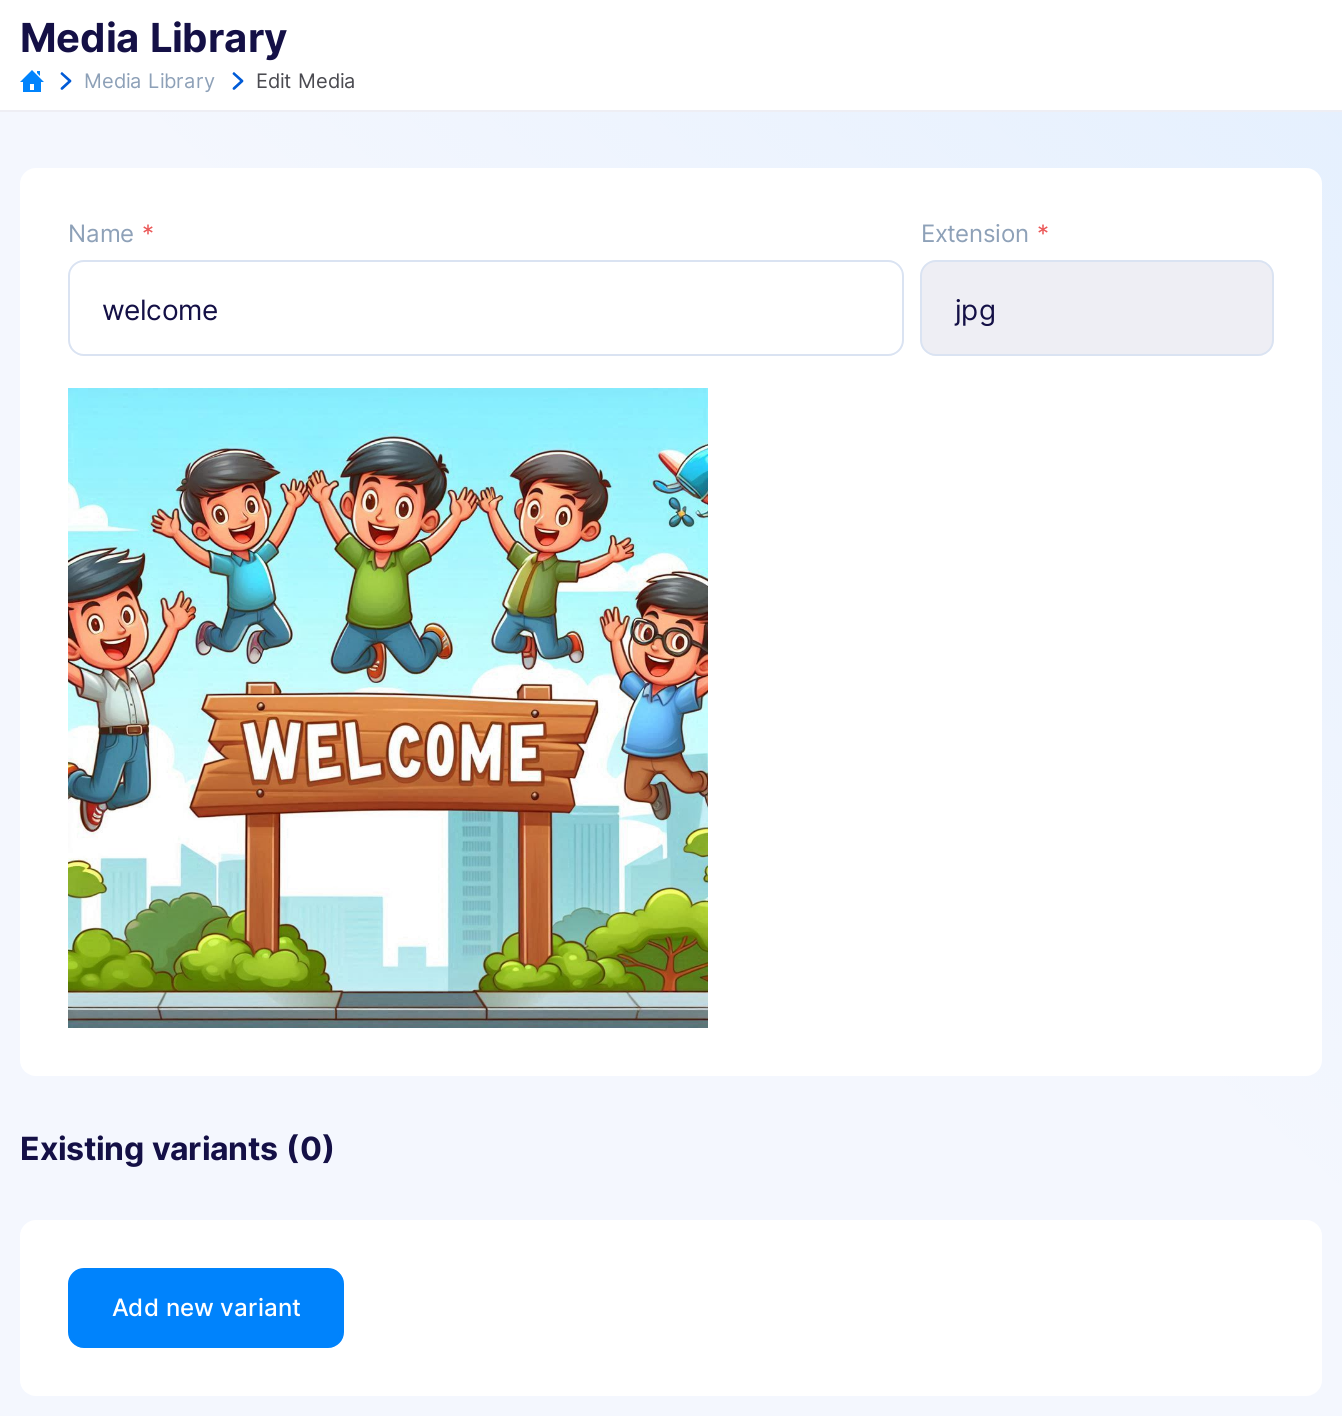 Media Library
Media Library Edit Media
Name * Extension *
welcome jpg
WELCOME
Existing variants (0)
Add new variant